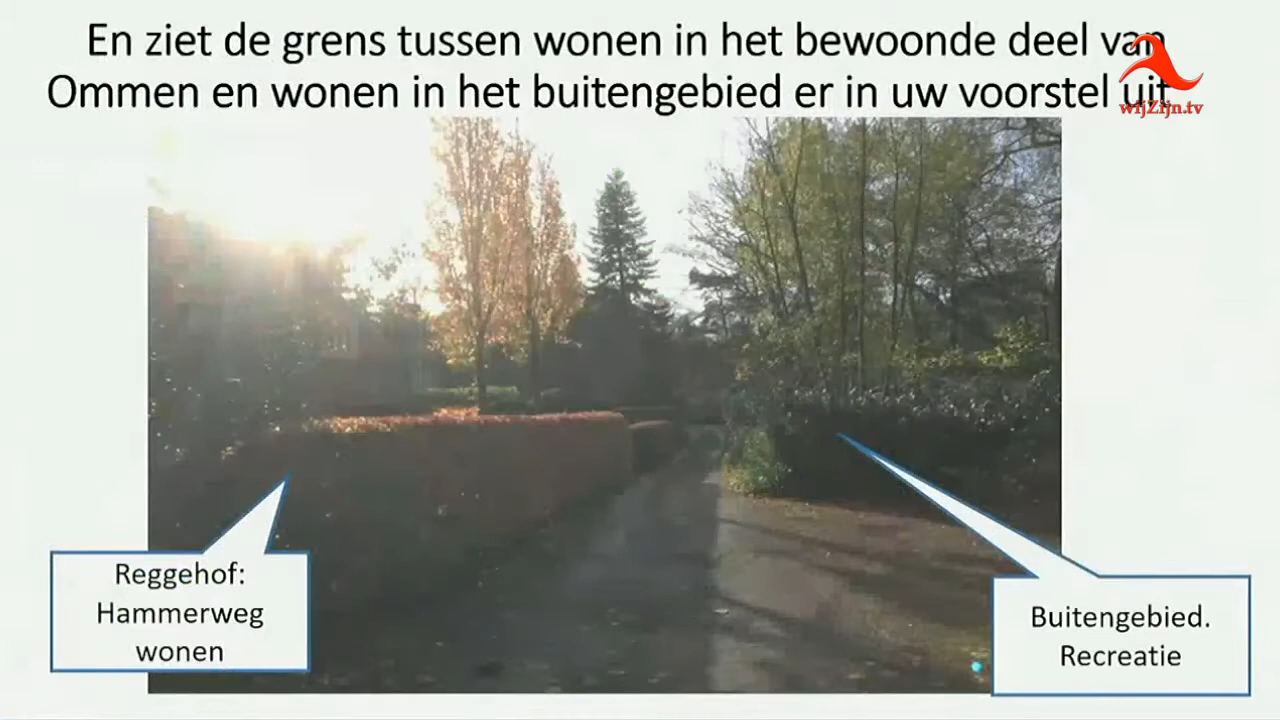 En ziet de grens tussen wonen in het bewoonde deel van
Ommen en wonen in het buitengebied er in uw voorstel uit
wijZijn.tv
Reggehof:
Hammerweg
wonen
Buitengebied.
Recreatie